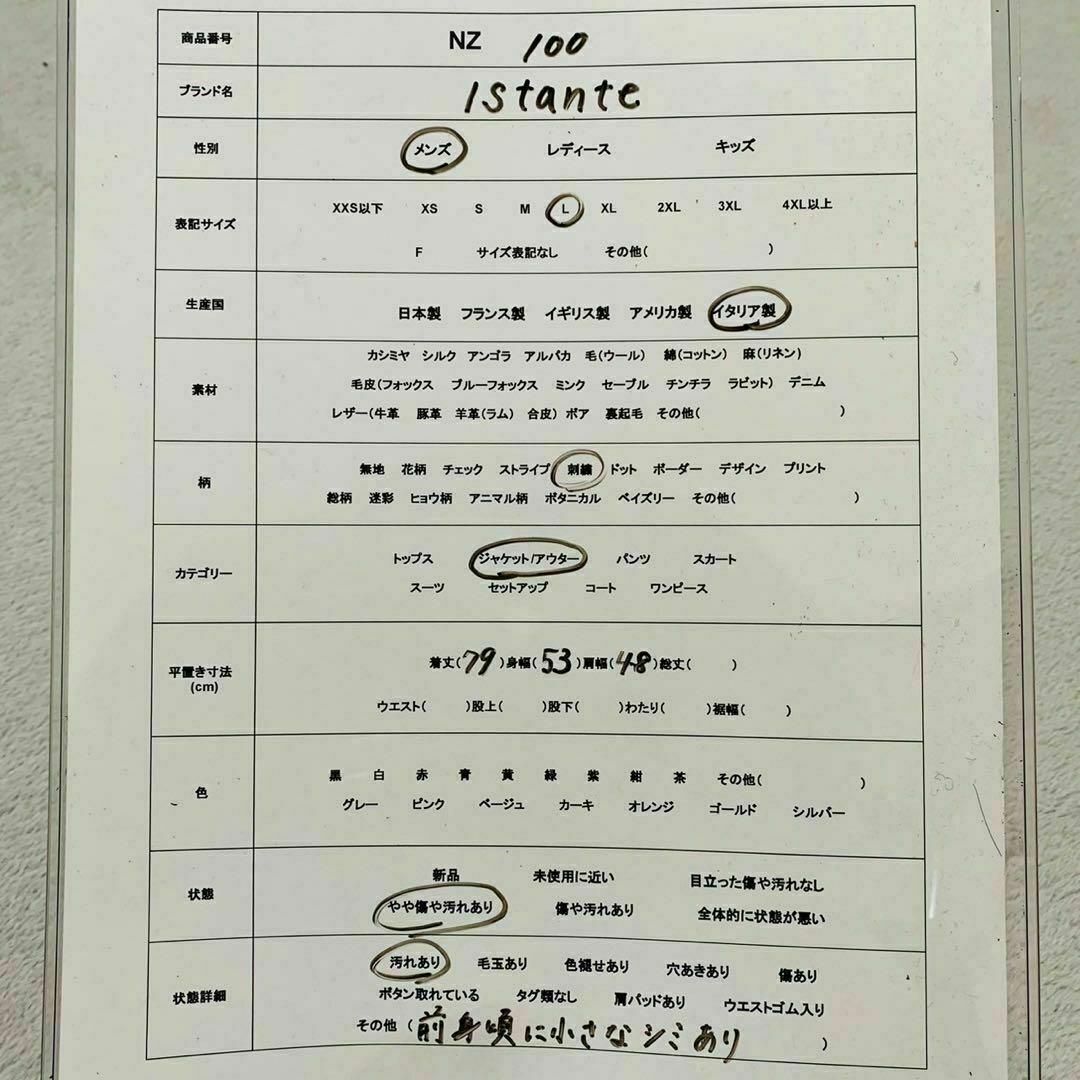 商品番号 NZ 100
ブランド名 Istante
性別 メンズ レディース キッズ
表記サイズ XXS以下 XS S M L XL 2XL 3XL 4XL以上
F サイズ表記なし その他( )
生産国 日本製 フランス製 イギリス製 アメリカ製 イタリア製
素材 カシミヤ シルク アンゴラ アルパカ 毛(ウール) 綿(コットン) 麻(リネン)
毛皮(フォックス ブルーフォックス ミンク セーブル チンチラ ラビット) デニム
レザー(牛革 豚革 羊革(ラム) 合皮) ボア 裏起毛 その他( )
柄 無地 花柄 チェック ストライプ 刺繍 ドット ボーダー デザイン プリント
総柄 迷彩 ヒョウ柄 アニマル柄 ボタニカル ペイズリー その他( )
カテゴリー トップス ジャケット/アウター パンツ スカート
スーツ セットアップ コート ワンピース
平置き寸法 (cm) 着丈(79)身幅(53)肩幅(48)総丈( )
ウエスト( )股上( )股下( )わたり( )裾幅( )
色 黒 白 赤 青 黄 緑 紫 紺 茶 その他( )
グレー ピンク ベージュ カーキ オレンジ ゴールド シルバー
状態 新品 未使用に近い 目立った傷や汚れなし
やや傷や汚れあり 傷や汚れあり 全体的に状態が悪い
状態詳細 汚れあり 毛玉あり 色褪せあり 穴あきあり 傷あり
ボタン取れている タグ類なし 肩パッドあり ウエストゴム入り
その他 (前身頃に小さなシミあり )